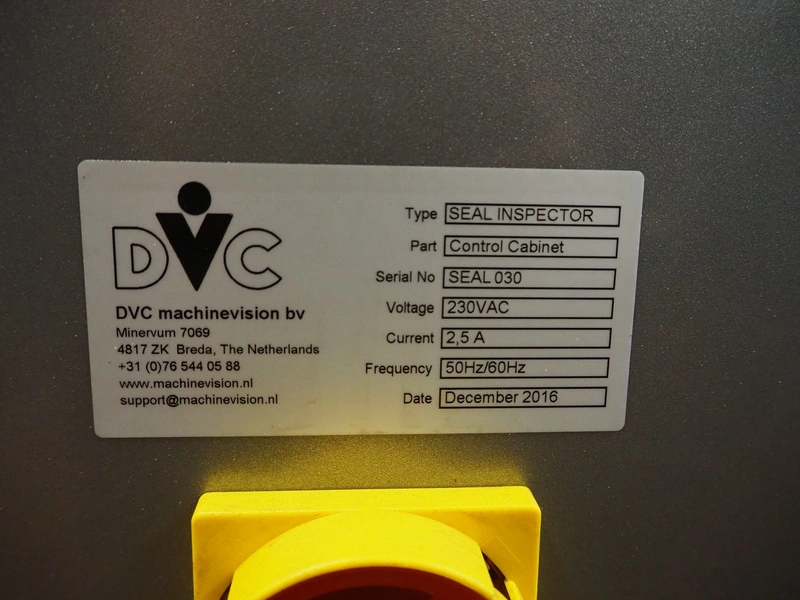 DVC
DVC machinevision bv
Minervum 7069
4817 ZK Breda, The Netherlands
+31 (0)76 544 05 88
www.machinevision.nl
support@machinevision.nl
Type SEAL INSPECTOR
Part Control Cabinet
Serial No SEAL 030
Voltage 230VAC
Current 2,5 A
Frequency 50Hz/60Hz
Date December 2016